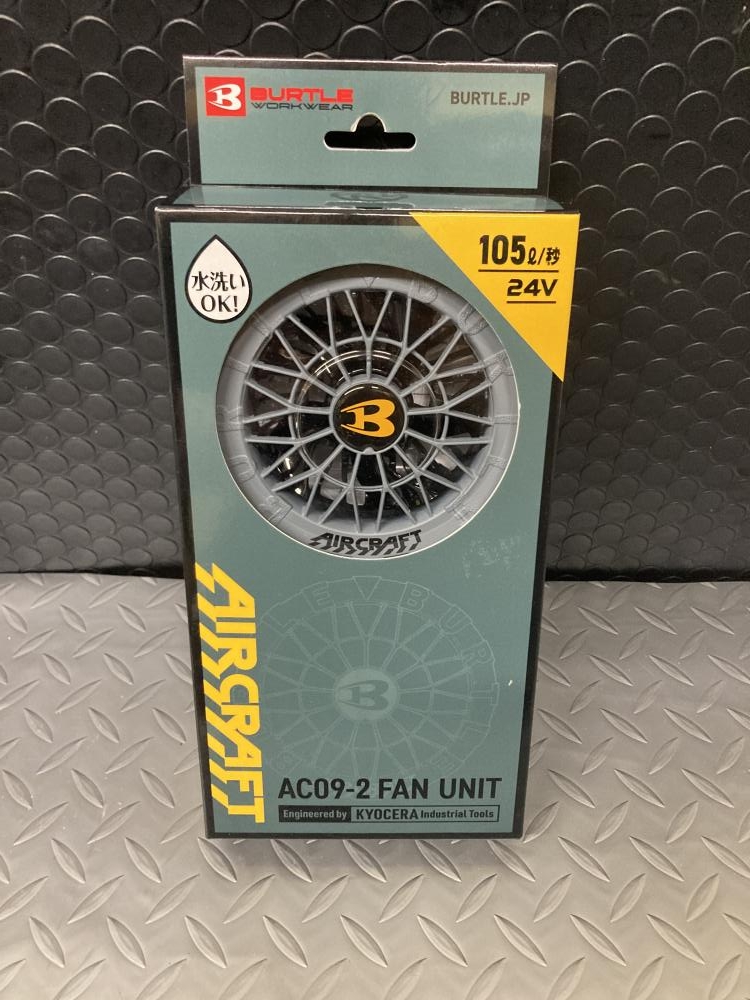 BURTLE
WORKWEAR
BURTLE.JP
105ℓ/秒
24V
水洗い
OK!
B
AIRCRAFT
AIRCRAFT
AC09-2 FAN UNIT
Engineered by KYOCERA Industrial Tools
BURTLE